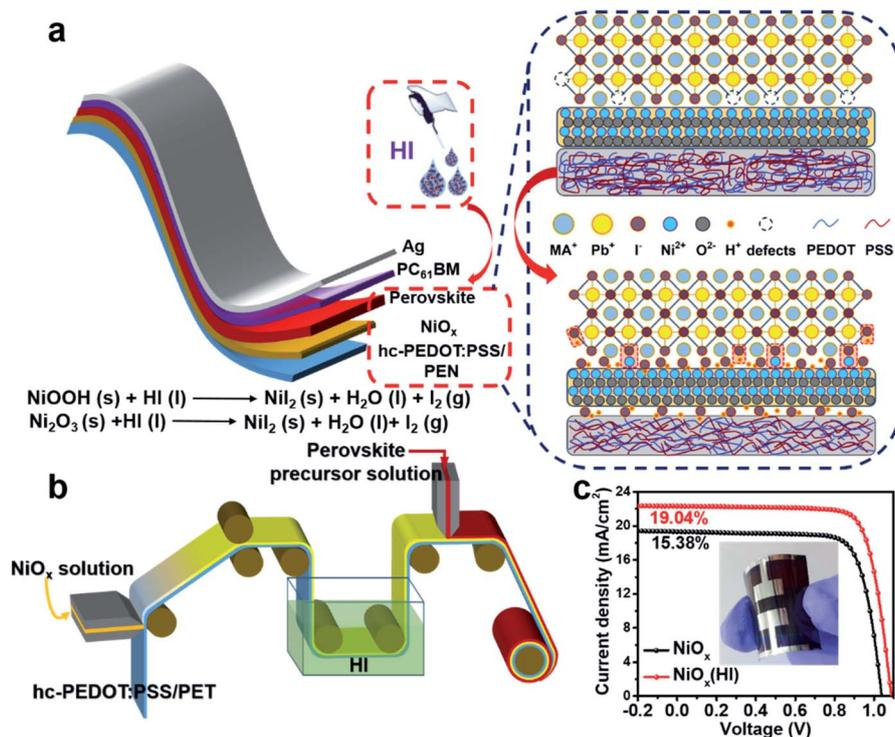 a
HI
Ag
PC₆₁BM
Perovskite
NiOₓ
hc-PEDOT:PSS/
PEN
MA⁺ Pb⁺ I⁻ Ni²⁺ O²⁻ H⁺ defects PEDOT PSS
NiOOH (s) + HI (l) → NiI₂ (s) + H₂O (l) + I₂ (g)
Ni₂O₃ (s) +HI (l) → NiI₂ (s) + H₂O (l)+ I₂ (g)
b
Perovskite
precursor solution
NiOₓ solution
HI
hc-PEDOT:PSS/PET
c
Current density (mA/cm²)
24
20
16
12
8
4
0
19.04%
15.38%
NiOₓ
NiOₓ(HI)
-0.2 0.0 0.2 0.4 0.6 0.8 1.0
Voltage (V)